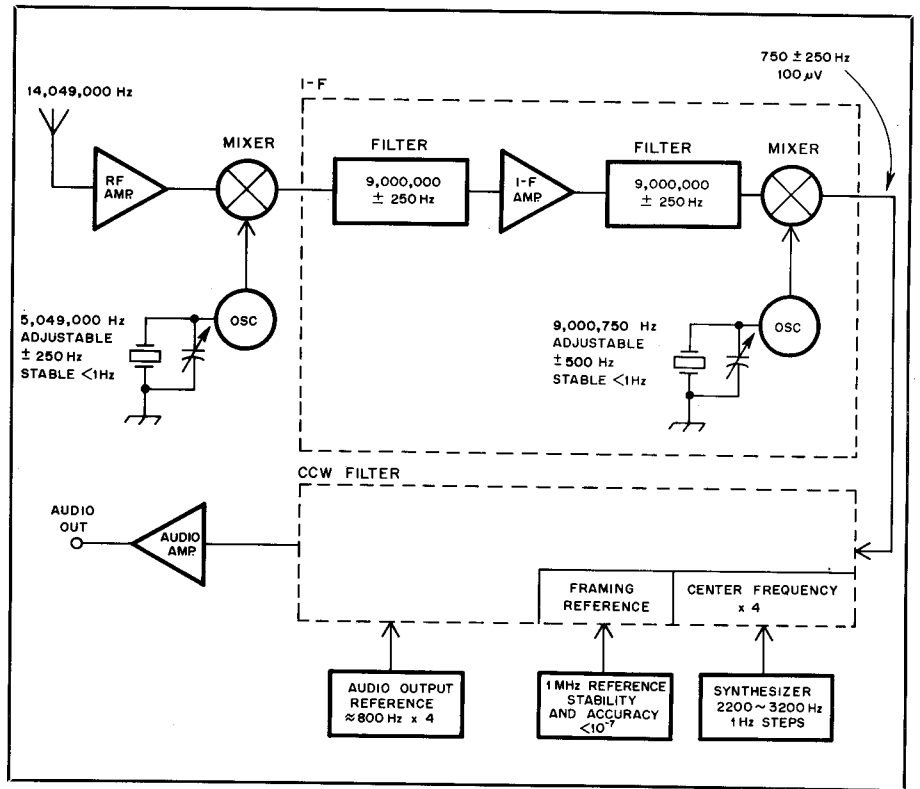 750 ± 250 Hz
100 µV
I-F
14,049,000 Hz
MIXER
FILTER
FILTER
MIXER
RF
AMP.
9,000,000
± 250 Hz
I-F
AMP.
9,000,000
± 250 Hz
5,049,000 Hz
ADJUSTABLE
± 250 Hz
STABLE <1Hz
OSC
9,000,750 Hz
ADJUSTABLE
±500 Hz
STABLE <1Hz
OSC
CCW FILTER
AUDIO
OUT
AUDIO
AMP.
FRAMING
REFERENCE
CENTER FREQUENCY
x 4
AUDIO OUTPUT
REFERENCE
≈800 Hz x 4
1 MHz REFERENCE
STABILITY
AND ACCURACY
<10⁻⁷
SYNTHESIZER
2200~3200 Hz
1 Hz STEPS